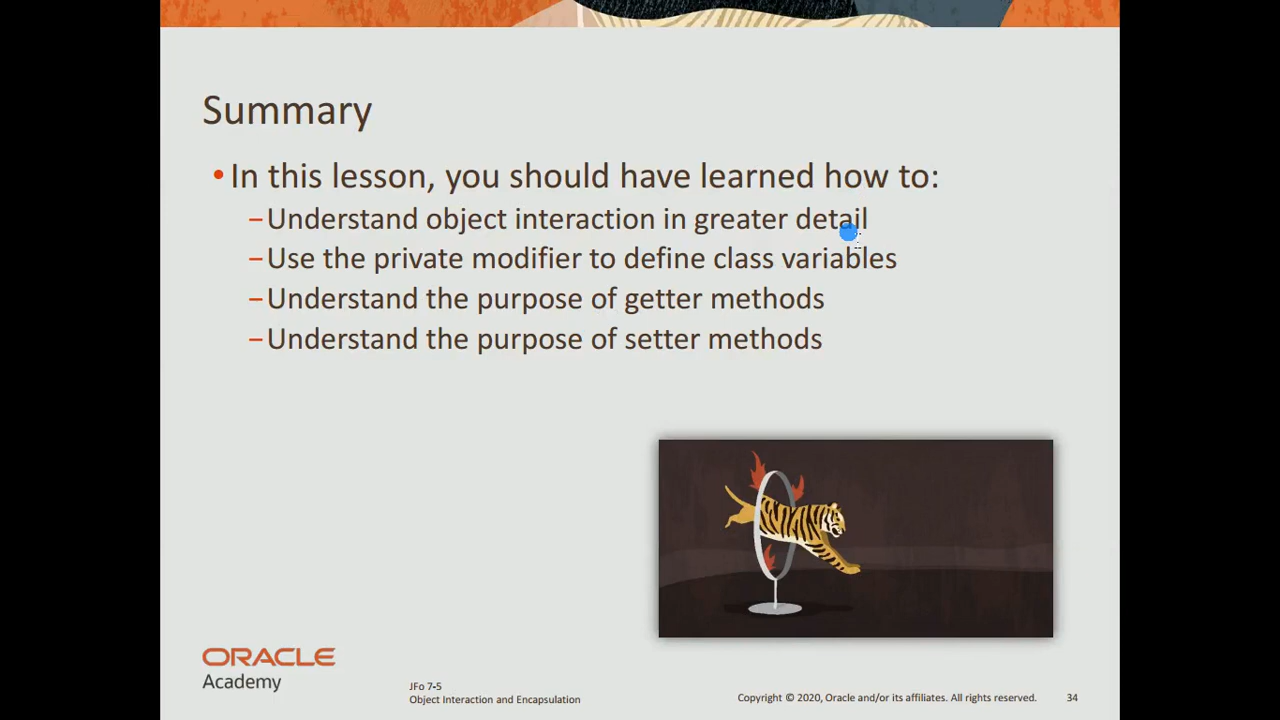 Summary
•In this lesson, you should have learned how to:
–Understand object interaction in greater detail
–Use the private modifier to define class variables
–Understand the purpose of getter methods
–Understand the purpose of setter methods
ORACLE
Academy
JFo 7-5
Object Interaction and Encapsulation
Copyright © 2020, Oracle and/or its affiliates. All rights reserved.
34